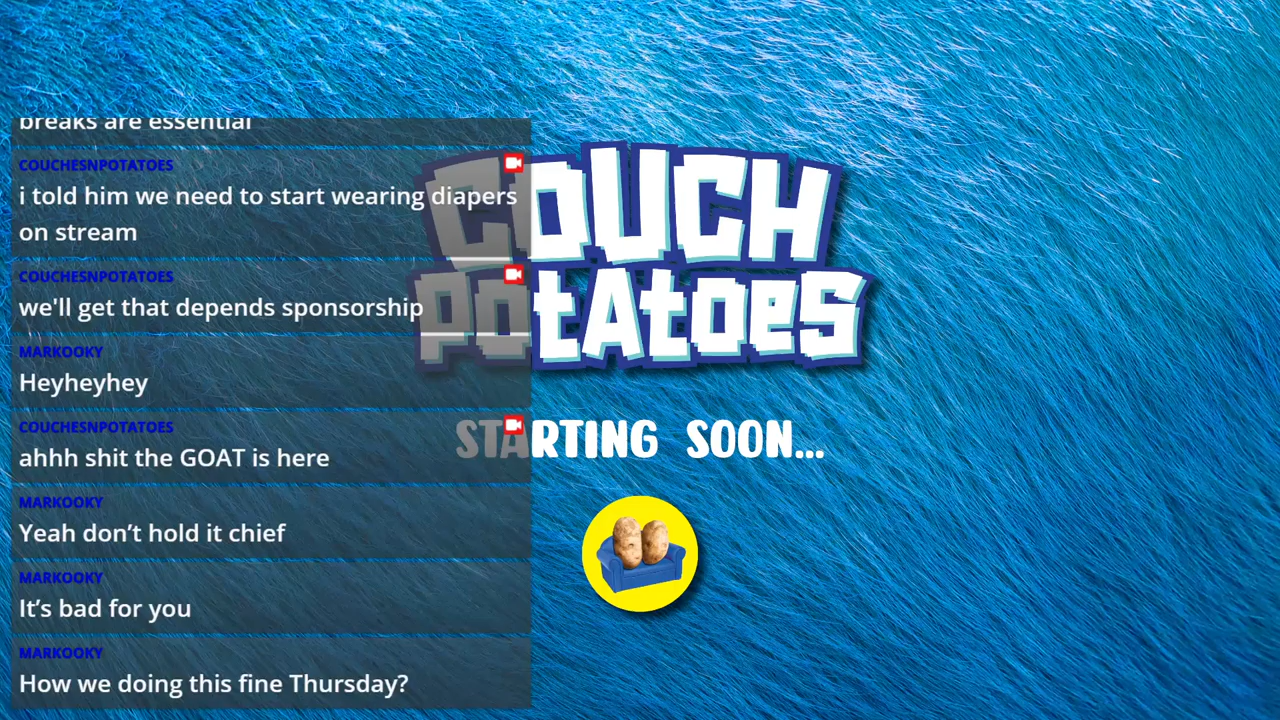 breaks are essential
COUCHESNPOTATOES
i told him we need to start wearing diapers
on stream
COUCHESNPOTATOES
we'll get that depends sponsorship
MARKOOKY
Heyheyhey
COUCHESNPOTATOES
ahhh shit the GOAT is here
MARKOOKY
Yeah don’t hold it chief
MARKOOKY
It’s bad for you
MARKOOKY
How we doing this fine Thursday?
COUCH
POTATOES
STARTING SOON...